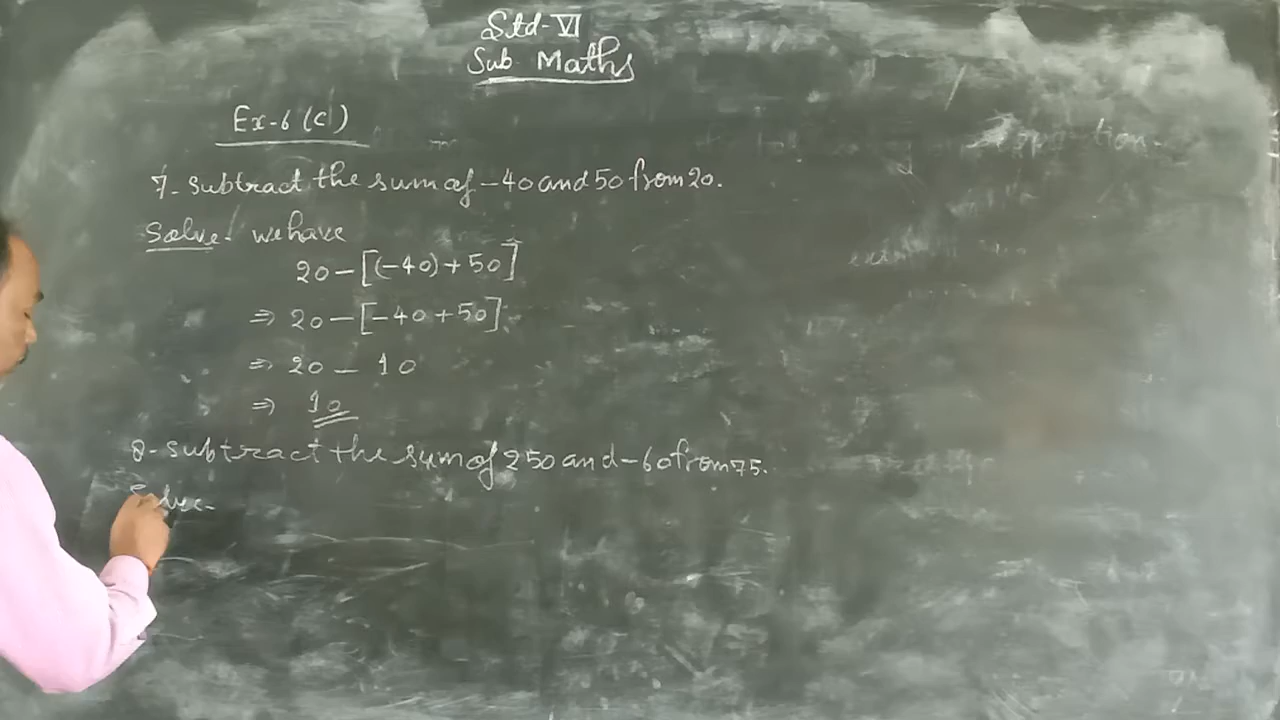 Std-VI
Sub Maths
Ex-6(c)
7- subtract the sum of -40 and 50 from 20.
Solve- we have
20-[(-40)+50]
⇒ 20-[-40+50]
⇒ 20 - 10
⇒ 10
8- subtract the sum of 250 and -60 from 75.